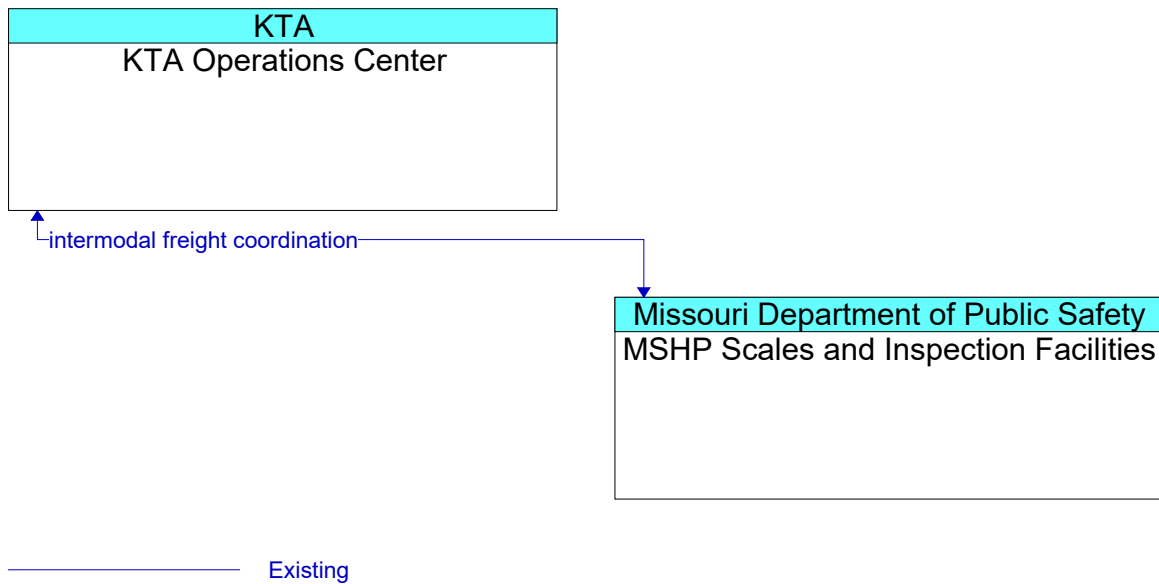 KTA
KTA Operations Center
intermodal freight coordination
Missouri Department of Public Safety
MSHP Scales and Inspection Facilities
Existing